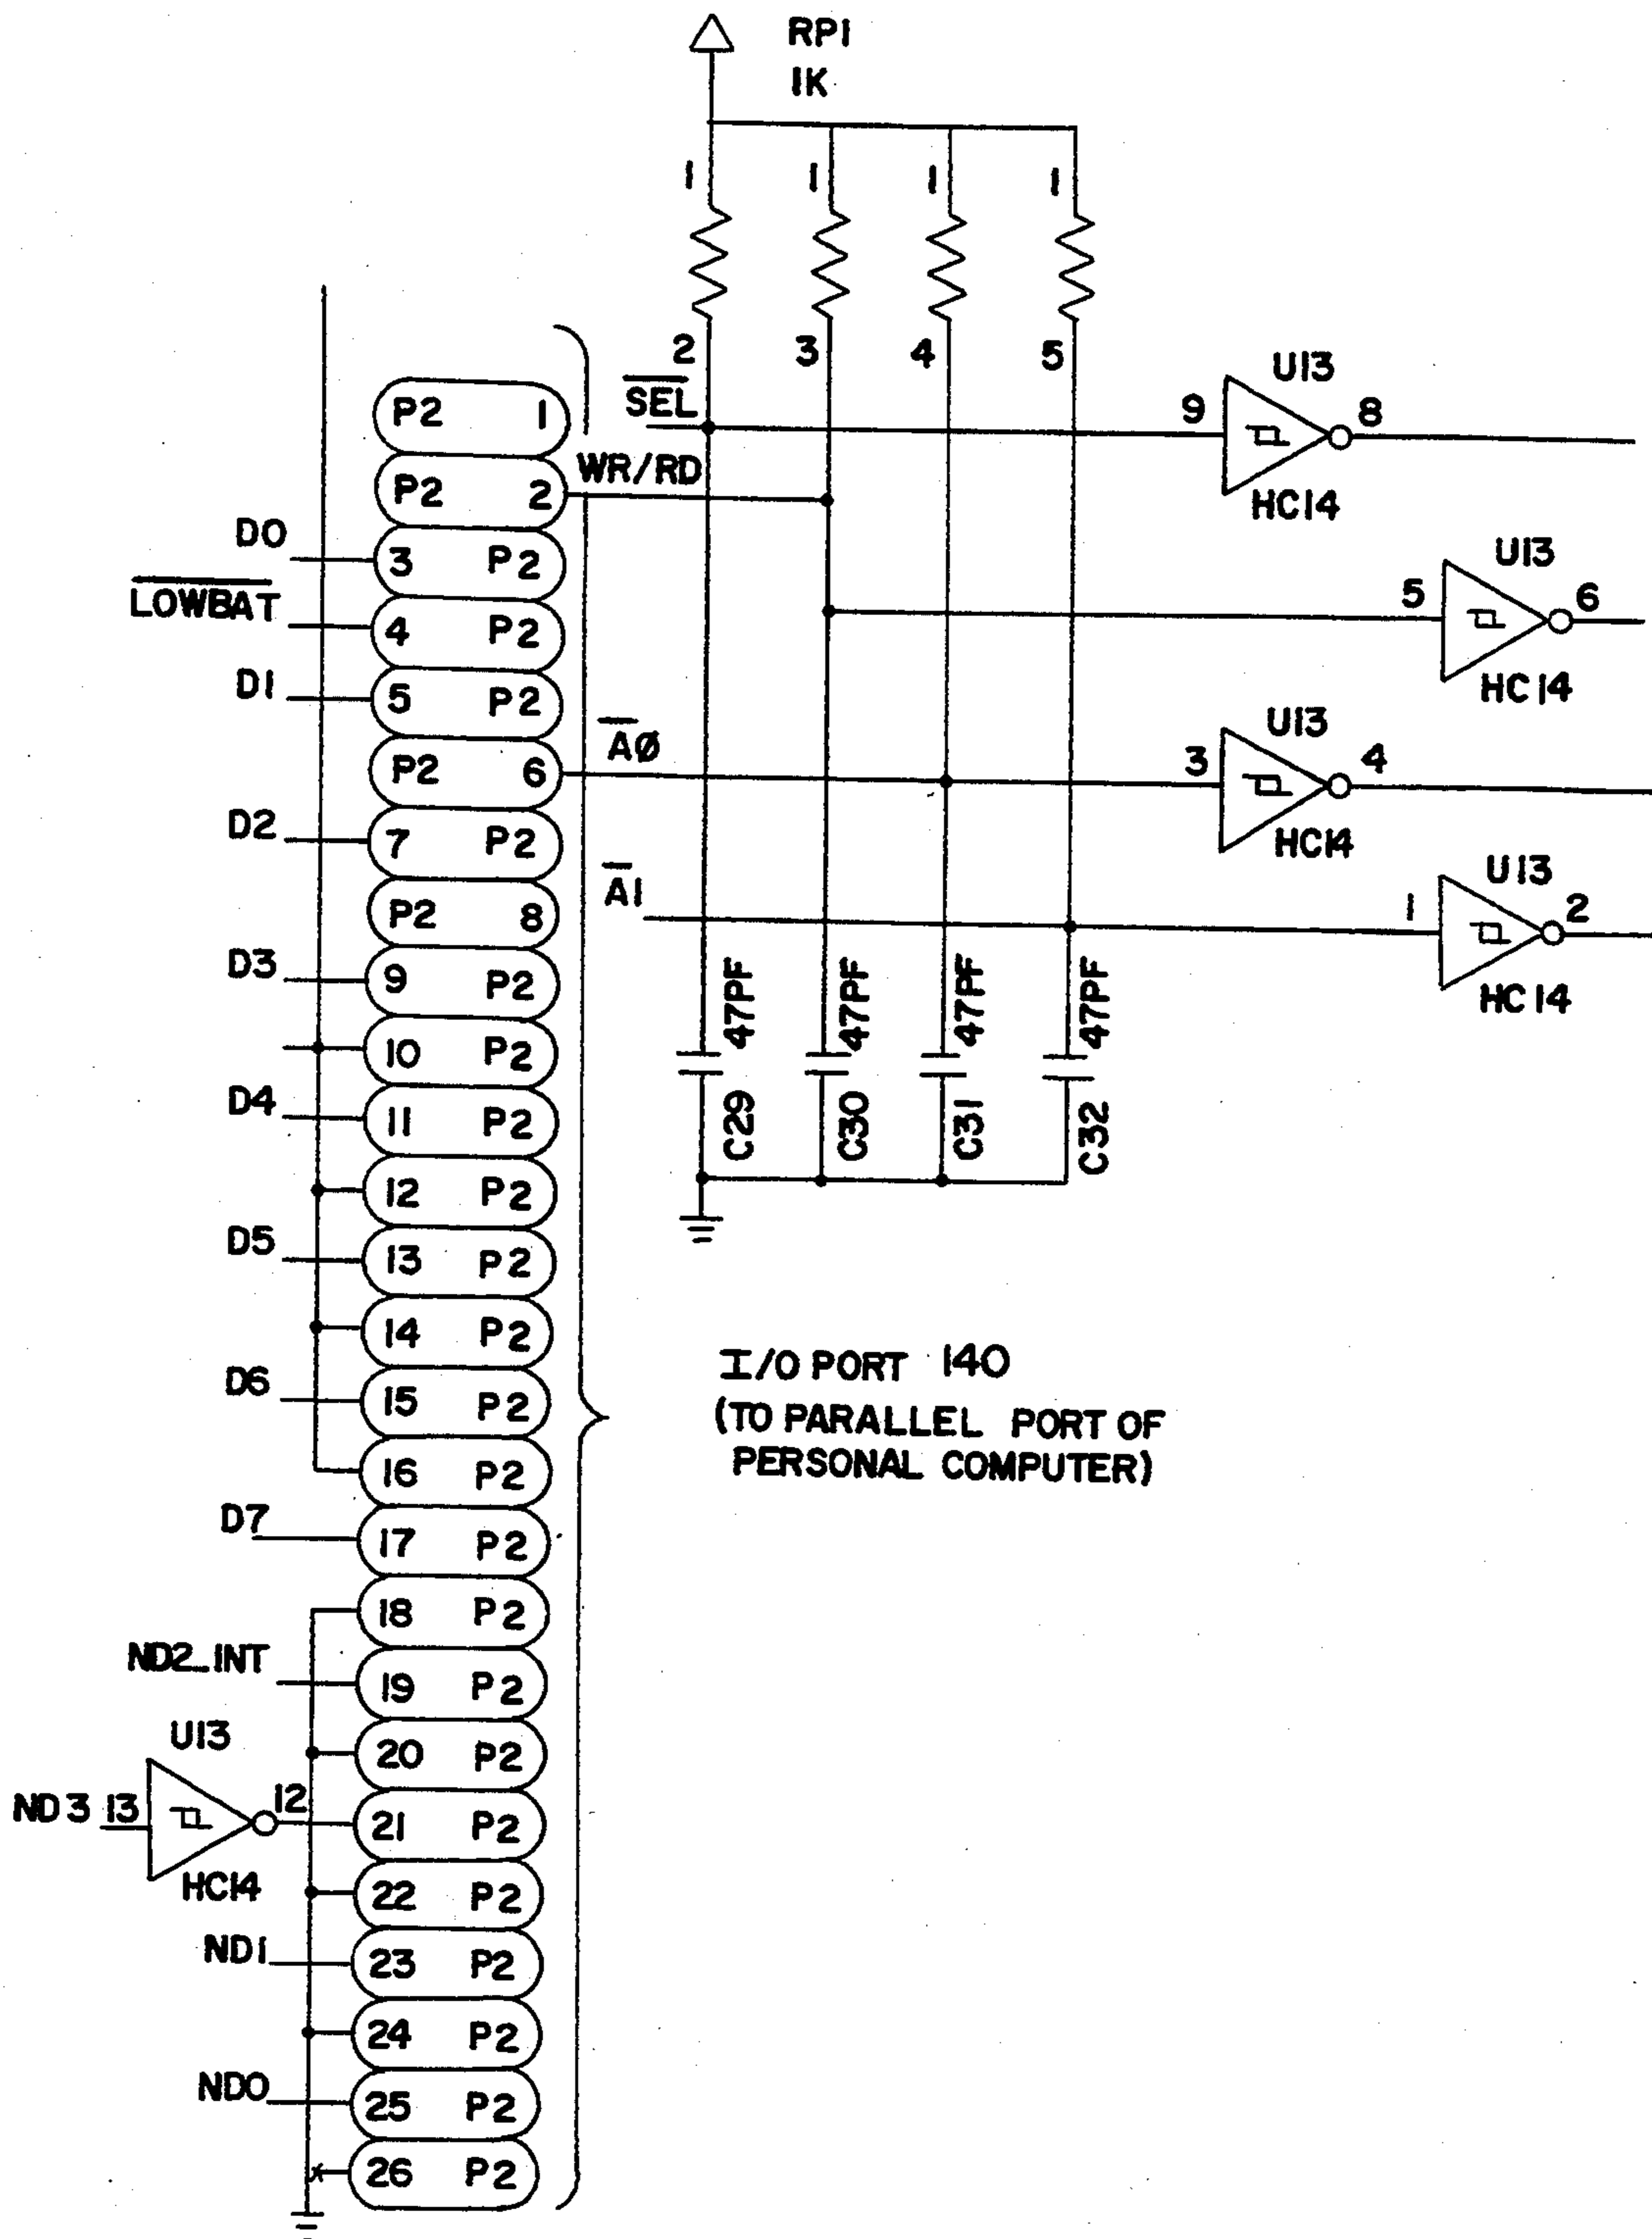 RP1
1K
1 1 1 1
2 3 4 5
SEL
9 U13 8
HC14
P2 1
P2 2 WR/RD
D0 3 P2
5 U13 6
HC14
LOWBAT 4 P2
D1 5 P2
P2 6 A0̸
3 U13 4
HC14
D2 7 P2
P2 8 A1
1 U13 2
HC14
D3 9 P2
47PF 47PF 47PF 47PF
10 P2
D4 11 P2
C29 C30 C31 C32
12 P2
D5 13 P2
14 P2
I/O PORT 140
(TO PARALLEL PORT OF
PERSONAL COMPUTER)
D6 15 P2
16 P2
D7 17 P2
18 P2
ND2_INT 19 P2
U13
20 P2
ND3 13 12 21 P2
HC14
22 P2
ND1 23 P2
24 P2
ND0 25 P2
26 P2